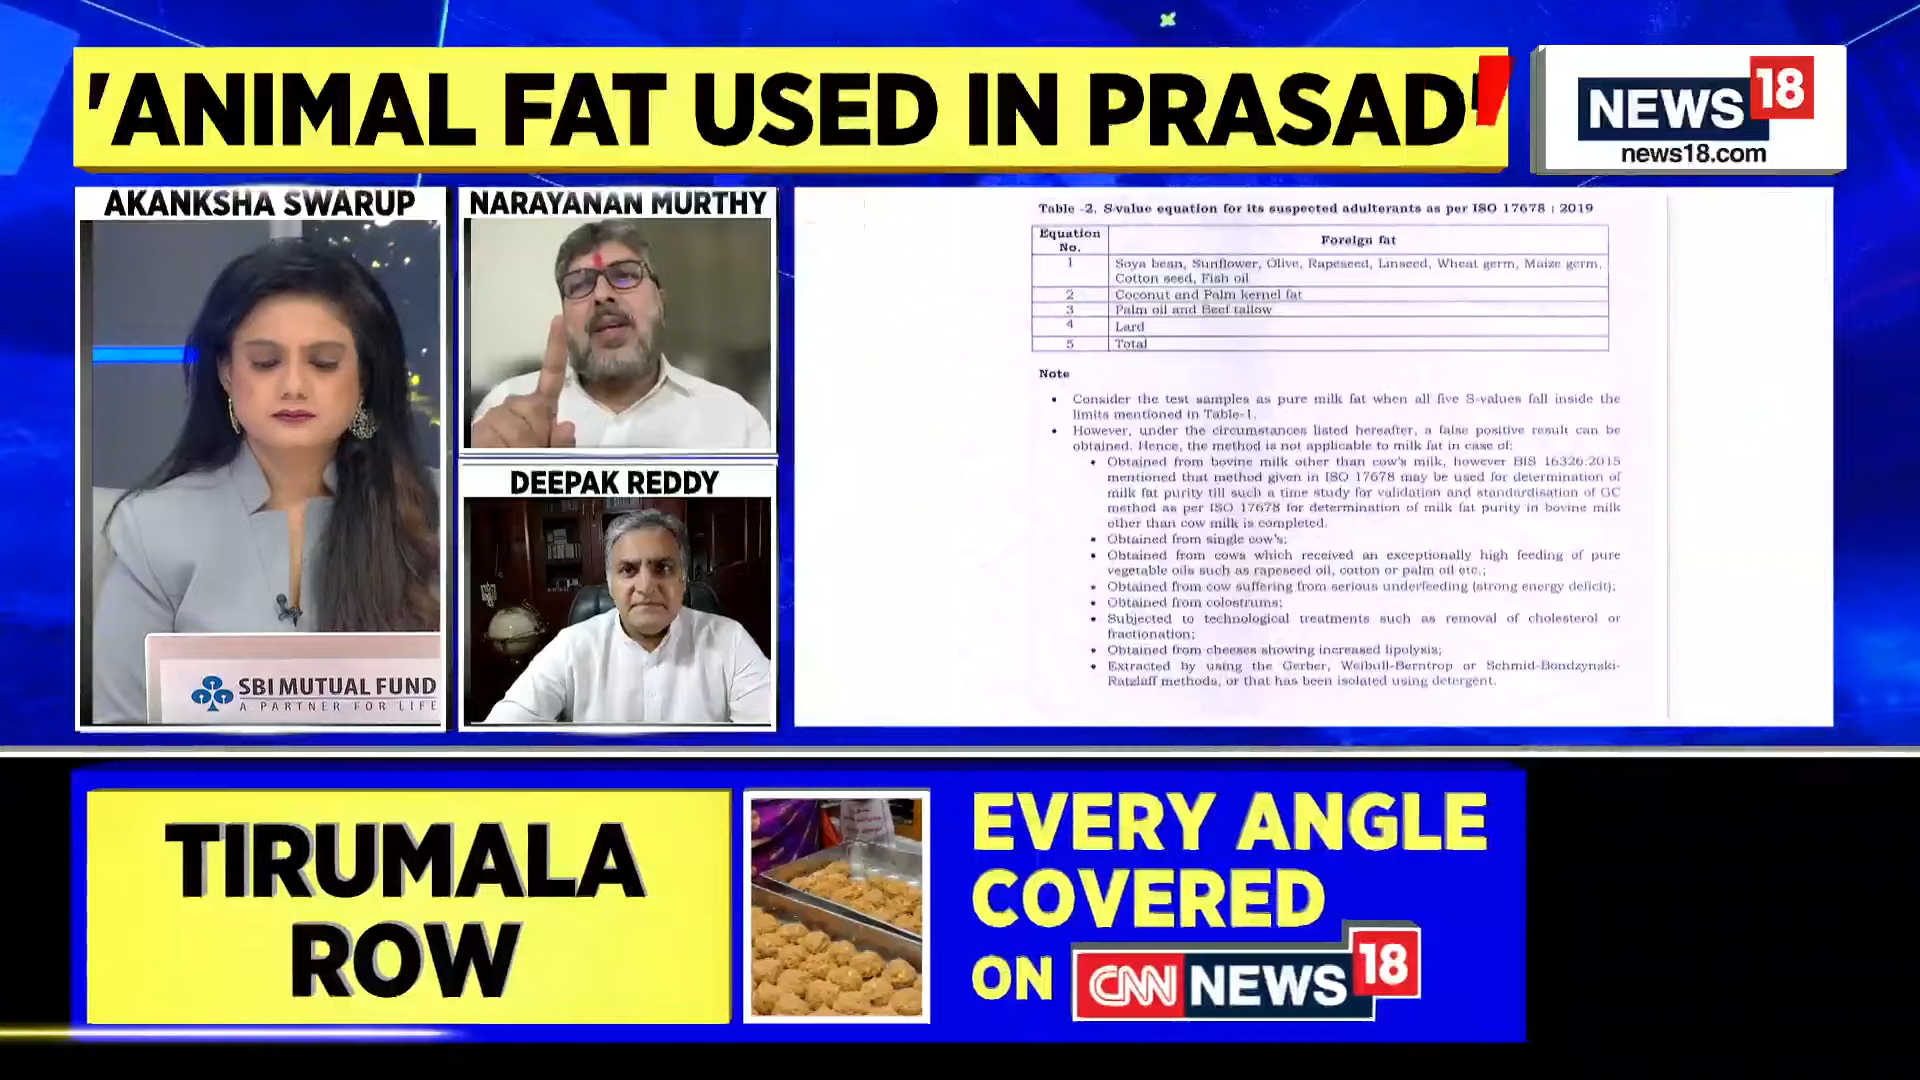 'ANIMAL FAT USED IN PRASAD'
NEWS 18
news18.com
AKANKSHA SWARUP
SBI MUTUAL FUND
A PARTNER FOR LIFE
NARAYANAN MURTHY
DEEPAK REDDY
Table -2. S-value equation for its suspected adulterants as per ISO 17678 : 2019
Equation No. Foreign fat
1 Soya bean, Sunflower, Olive, Rapeseed, Linseed, Wheat germ, Maize germ,
Cotton seed, Fish oil
2 Coconut and Palm kernel fat
3 Palm oil and Beef tallow
4 Lard
5 Total
Note
• Consider the test samples as pure milk fat when all five S-values fall inside the
limits mentioned in Table-1.
• However, under the circumstances listed hereafter, a false positive result can be
obtained. Hence, the method is not applicable to milk fat in case of:
• Obtained from bovine milk other than cow's milk, however BIS 16326:2015
mentioned that method given in ISO 17678 may be used for determination of
milk fat purity till such a time study for validation and standardisation of GC
method as per ISO 17678 for determination of milk fat purity in bovine milk
other than cow milk is completed.
• Obtained from single cow's;
• Obtained from cows which received an exceptionally high feeding of pure
vegetable oils such as rapeseed oil, cotton or palm oil etc.;
• Obtained from cow suffering from serious underfeeding (strong energy deficit);
• Obtained from colostrums;
• Subjected to technological treatments such as removal of cholesterol or
fractionation;
• Obtained from cheeses showing increased lipolysis;
• Extracted by using the Gerber, Weibull-Berntrop or Schmid-Bondzynski-
Ratzlaff methods, or that has been isolated using detergent.
TIRUMALA
ROW
EVERY ANGLE
COVERED
ON CNN NEWS 18